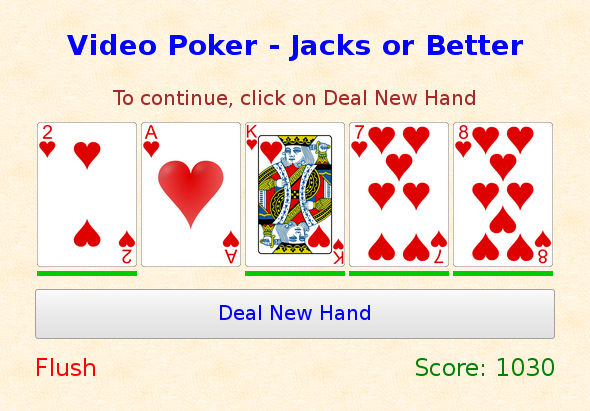 Video Poker - Jacks or Better
To continue, click on Deal New Hand
2 A K 7 8
2 A K 7 8
Deal New Hand
Flush Score: 1030